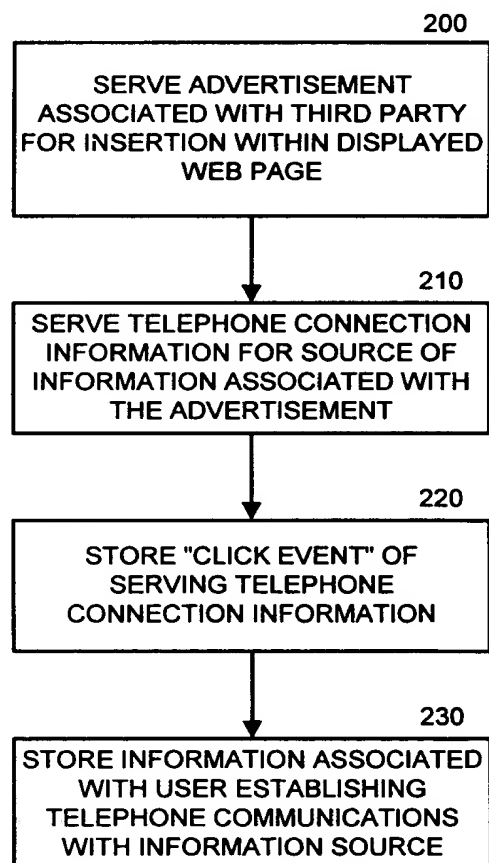 200
SERVE ADVERTISEMENT
ASSOCIATED WITH THIRD PARTY
FOR INSERTION WITHIN DISPLAYED
WEB PAGE
210
SERVE TELEPHONE CONNECTION
INFORMATION FOR SOURCE OF
INFORMATION ASSOCIATED WITH
THE ADVERTISEMENT
220
STORE "CLICK EVENT" OF
SERVING TELEPHONE
CONNECTION INFORMATION
230
STORE INFORMATION ASSOCIATED
WITH USER ESTABLISHING
TELEPHONE COMMUNICATIONS
WITH INFORMATION SOURCE